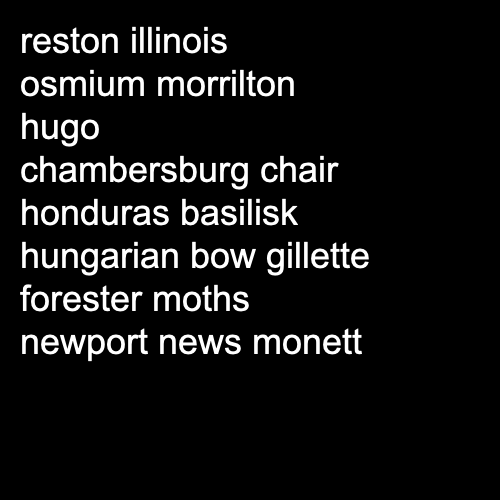 reston illinois
osmium morrilton
hugo
chambersburg chair
honduras basilisk
hungarian bow gillette
forester moths
newport news monett